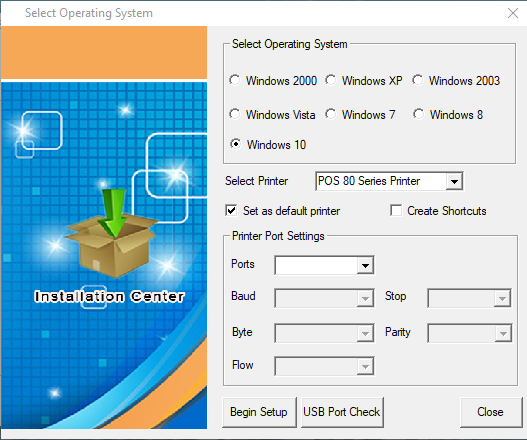 Select Operating System
Select Operating System
Windows 2000 Windows XP Windows 2003
Windows Vista Windows 7 Windows 8
Windows 10
Select Printer POS 80 Series Printer
Set as default printer Create Shortcuts
Printer Port Settings
Ports
Baud Stop
Byte Parity
Flow
Installation Center
Begin Setup USB Port Check Close